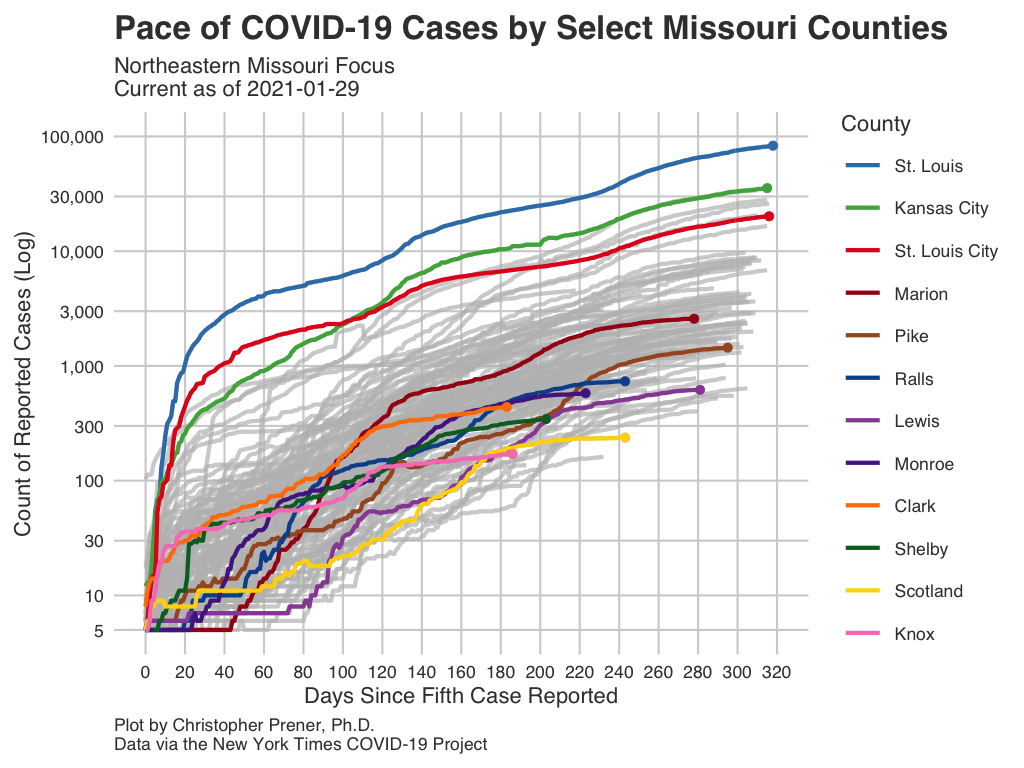 Pace of COVID-19 Cases by Select Missouri Counties
Northeastern Missouri Focus
Current as of 2021-01-29
Count of Reported Cases (Log)
100,000
30,000
10,000
3,000
1,000
300
100
30
10
5
0 20 40 60 80 100 120 140 160 180 200 220 240 260 280 300 320
Days Since Fifth Case Reported
County
St. Louis
Kansas City
St. Louis City
Marion
Pike
Ralls
Lewis
Monroe
Clark
Shelby
Scotland
Knox
Plot by Christopher Prener, Ph.D.
Data via the New York Times COVID-19 Project